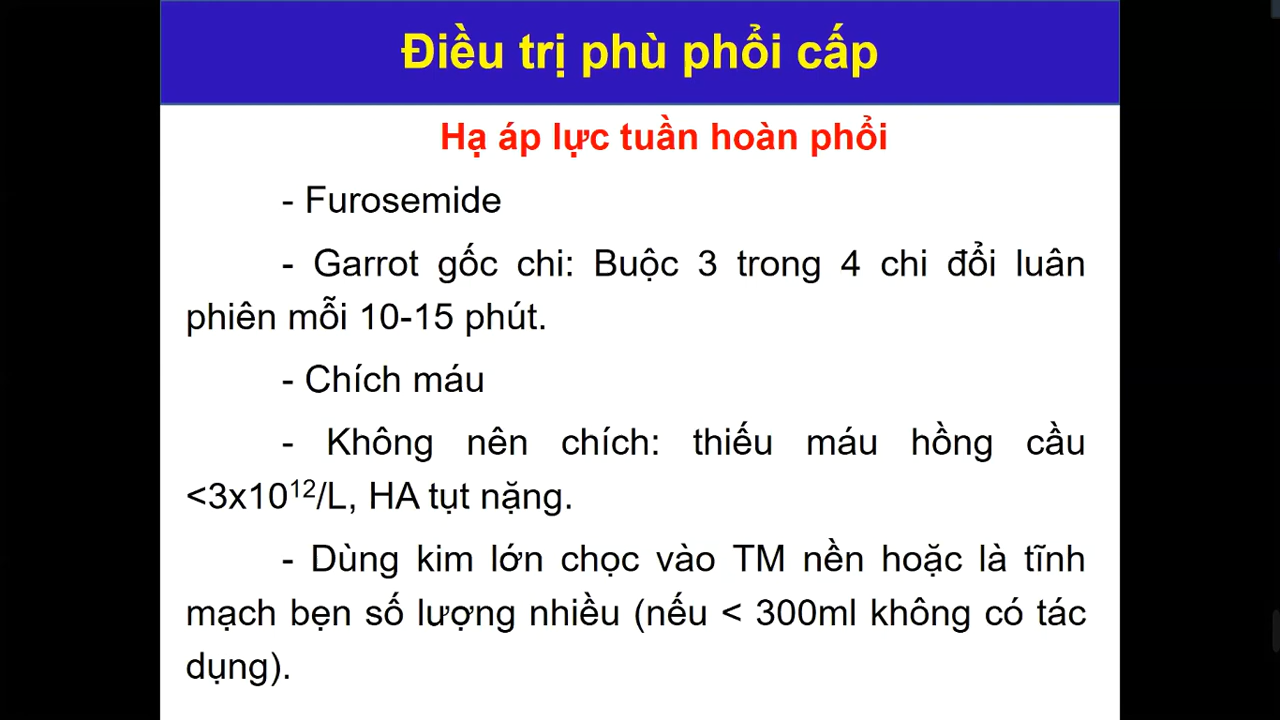 Điều trị phù phổi cấp
Hạ áp lực tuần hoàn phổi
- Furosemide
- Garrot gốc chi: Buộc 3 trong 4 chi đổi luân
phiên mỗi 10-15 phút.
- Chích máu
- Không nên chích: thiếu máu hồng cầu
<3x10¹²/L, HA tụt nặng.
- Dùng kim lớn chọc vào TM nền hoặc là tĩnh
mạch bẹn số lượng nhiều (nếu < 300ml không có tác
dụng).